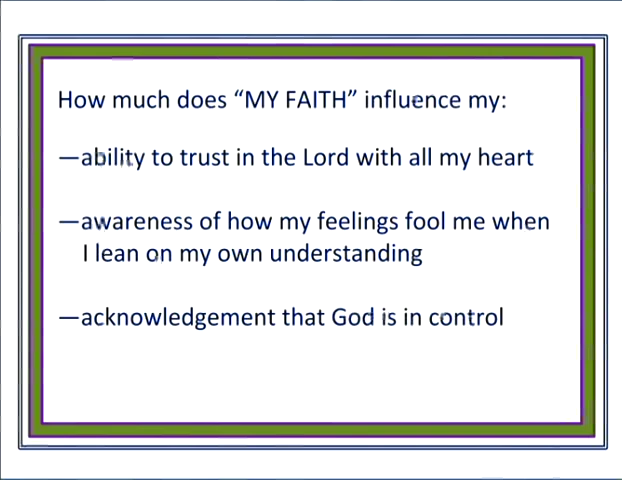 How much does “MY FAITH” influence my:
—ability to trust in the Lord with all my heart
—awareness of how my feelings fool me when
I lean on my own understanding
—acknowledgement that God is in control